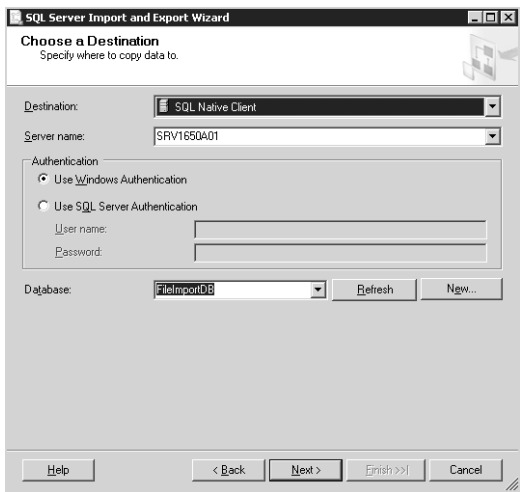 SQL Server Import and Export Wizard
Choose a Destination
Specify where to copy data to.
Destination: SQL Native Client
Server name: SRV1650A01
Authentication
Use Windows Authentication
Use SQL Server Authentication
User name:
Password:
Database: FileImportDB Refresh New...
Help < Back Next > Finish >>| Cancel